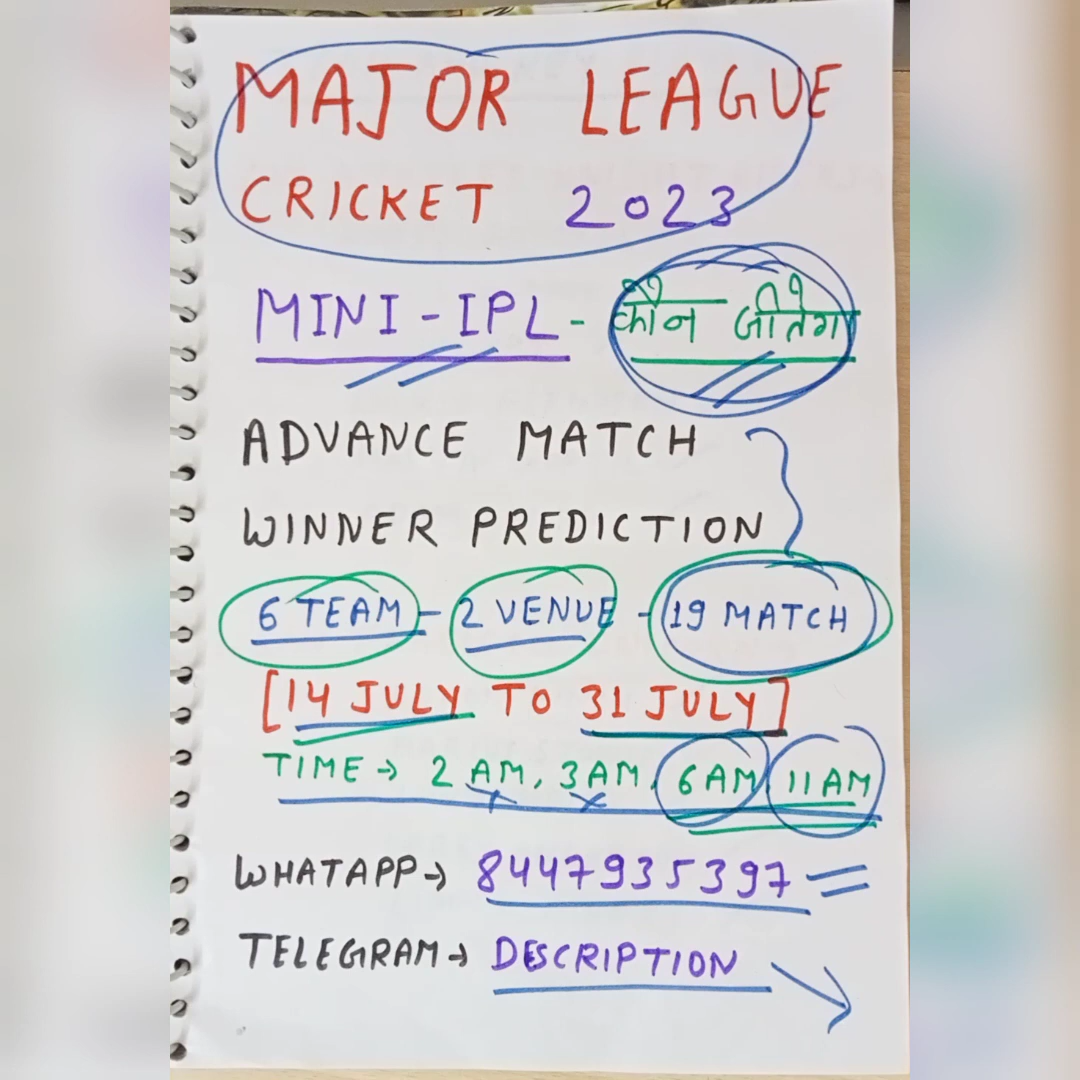 MAJOR LEAGUE
CRICKET 2023
MINI-IPL- कौन जीतेगा
ADVANCE MATCH
WINNER PREDICTION
6 TEAM - 2 VENUE - 19 MATCH
[14 JULY TO 31 JULY]
TIME → 2 AM, 3AM, 6AM, 11AM
WHATAPP→ 8447935397
TELEGRAM→ DESCRIPTION